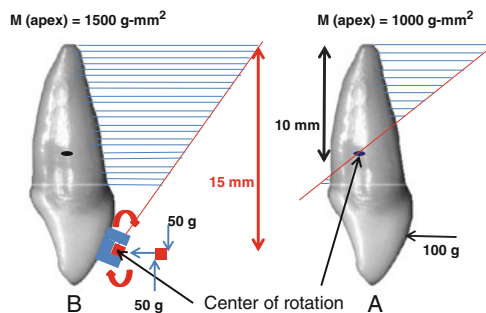 M (apex) = 1500 g-mm²
M (apex) = 1000 g-mm²
10 mm
15 mm
50 g
100 g
50 g
B
Center of rotation
A